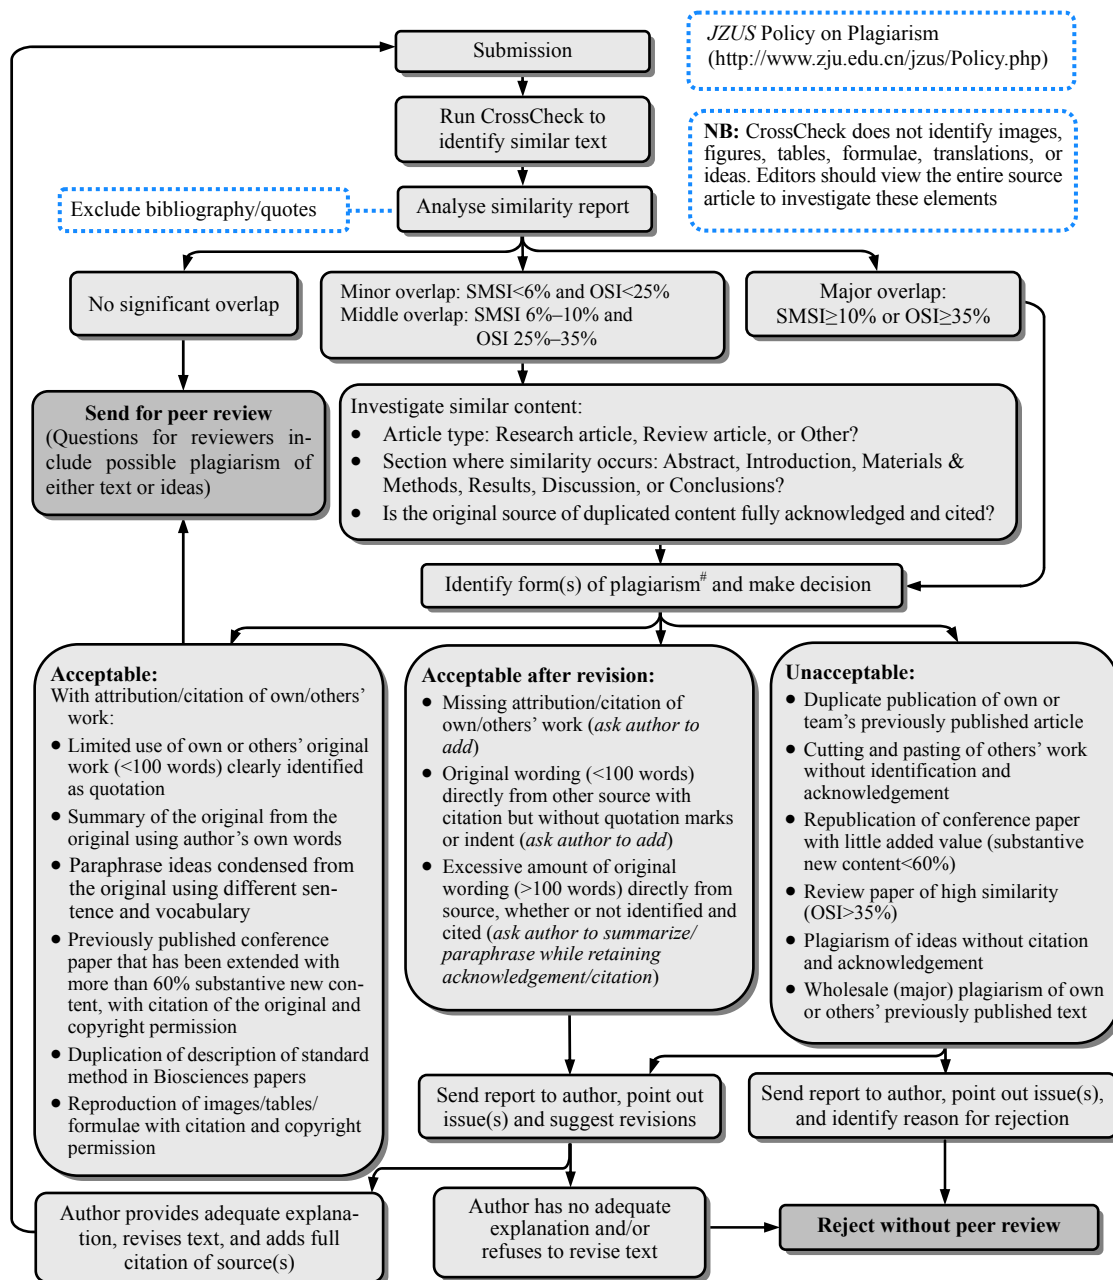 Submission
JZUS Policy on Plagiarism
(http://www.zju.edu.cn/jzus/Policy.php)
Run CrossCheck to
identify similar text
NB: CrossCheck does not identify images,
figures, tables, formulae, translations, or
ideas. Editors should view the entire source
article to investigate these elements
Exclude bibliography/quotes
Analyse similarity report
No significant overlap
Minor overlap: SMSI<6% and OSI<25%
Middle overlap: SMSI 6%–10% and
OSI 25%–35%
Major overlap:
SMSI≥10% or OSI≥35%
Send for peer review
(Questions for reviewers in-
clude possible plagiarism of
either text or ideas)
Investigate similar content:
• Article type: Research article, Review article, or Other?
• Section where similarity occurs: Abstract, Introduction, Materials &
Methods, Results, Discussion, or Conclusions?
• Is the original source of duplicated content fully acknowledged and cited?
Identify form(s) of plagiarism# and make decision
Acceptable:
With attribution/citation of own/others'
work:
• Limited use of own or others' original
work (<100 words) clearly identified
as quotation
• Summary of the original from the
original using author's own words
• Paraphrase ideas condensed from
the original using different sen-
tence and vocabulary
• Previously published conference
paper that has been extended with
more than 60% substantive new con-
tent, with citation of the original and
copyright permission
• Duplication of description of standard
method in Biosciences papers
• Reproduction of images/tables/
formulae with citation and copyright
permission
Acceptable after revision:
• Missing attribution/citation of
own/others' work (ask author to
add)
• Original wording (<100 words)
directly from other source with
citation but without quotation marks
or indent (ask author to add)
• Excessive amount of original
wording (>100 words) directly from
source, whether or not identified and
cited (ask author to summarize/
paraphrase while retaining
acknowledgement/citation)
Unacceptable:
• Duplicate publication of own or
team's previously published article
• Cutting and pasting of others' work
without identification and
acknowledgement
• Republication of conference paper
with little added value (substantive
new content<60%)
• Review paper of high similarity
(OSI>35%)
• Plagiarism of ideas without citation
and acknowledgement
• Wholesale (major) plagiarism of own
or others' previously published text
Send report to author, point out
issue(s) and suggest revisions
Send report to author, point out issue(s),
and identify reason for rejection
Author provides adequate explana-
tion, revises text, and adds full
citation of source(s)
Author has no adequate
explanation and/or
refuses to revise text
Reject without peer review